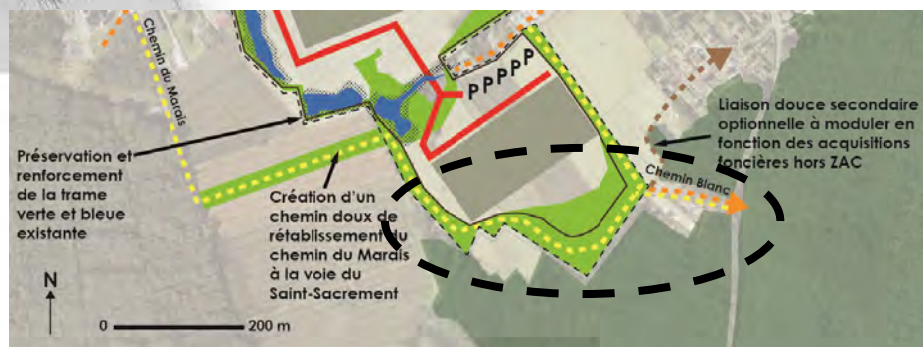 Chemin du Marais
P P P P P
Liaison douce secondaire
optionnelle à moduler en
fonction des acquisitions
foncières hors ZAC
Préservation et
renforcement
de la trame
verte et bleue
existante
Chemin Blanc
Création d'un
chemin doux de
rétablissement du
chemin du Marais
à la voie du
Saint-Sacrement
N
0 200 m